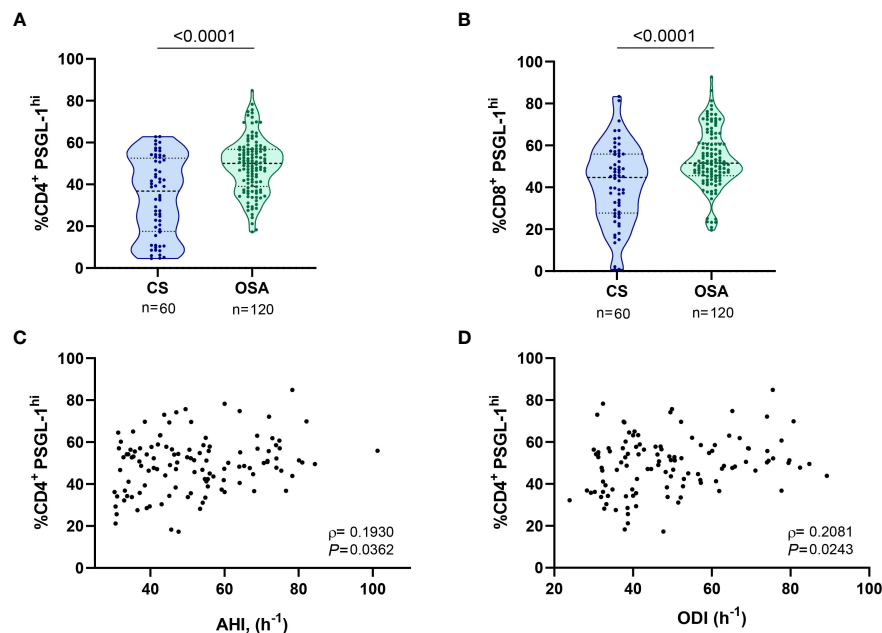 A
<0.0001
%CD4⁺ PSGL-1ʰⁱ
100
80
60
40
20
0
CS
OSA
n=60
n=120
B
<0.0001
%CD8⁺ PSGL-1ʰⁱ
100
80
60
40
20
0
CS
OSA
n=60
n=120
C
%CD4⁺ PSGL-1ʰⁱ
100
80
60
40
20
0
ρ= 0.1930
P=0.0362
40
60
80
100
AHI, (h⁻¹)
D
%CD4⁺ PSGL-1ʰⁱ
100
80
60
40
20
0
ρ= 0.2081
P=0.0243
20
40
60
80
100
ODI (h⁻¹)